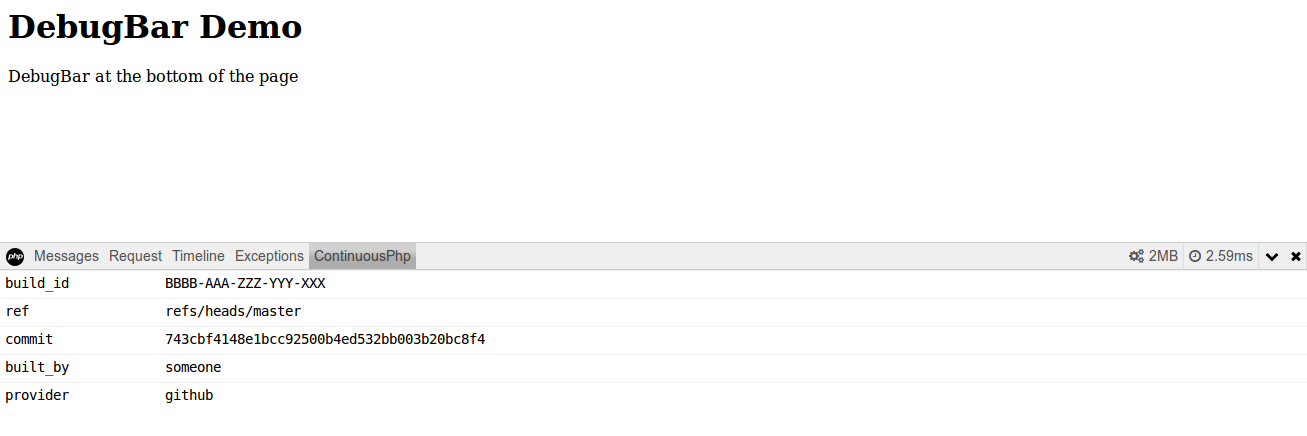 DebugBar Demo
DebugBar at the bottom of the page
php Messages Request Timeline Exceptions ContinuousPhp 2MB 2.59ms
build_id BBBB-AAA-ZZZ-YYY-XXX
ref refs/heads/master
commit 743cbf4148e1bcc92500b4ed532bb003b20bc8f4
built_by someone
provider github